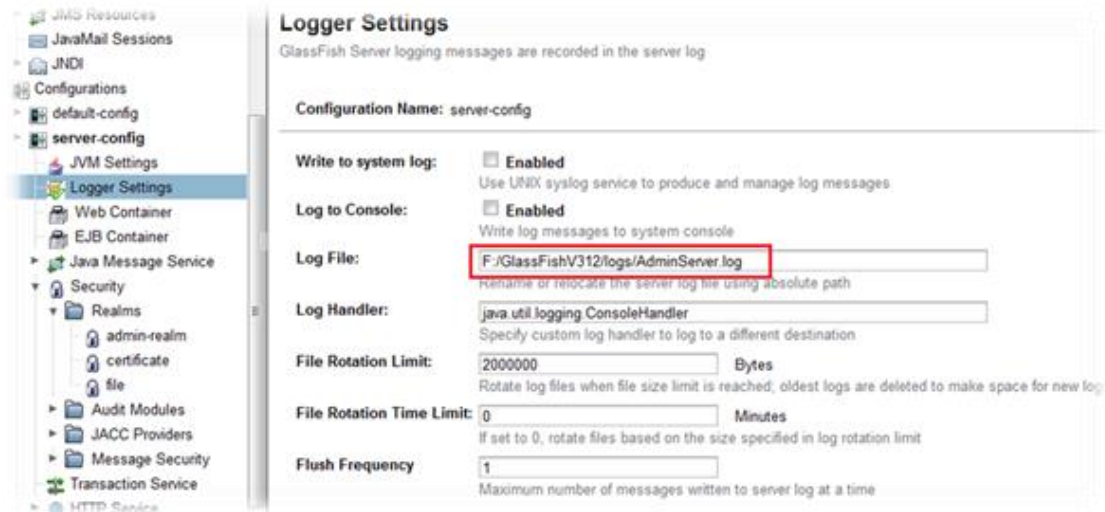 JMS Resources
JavaMail Sessions
JNDI
Configurations
default-config
server-config
JVM Settings
Logger Settings
Web Container
EJB Container
Java Message Service
Security
Realms
admin-realm
certificate
file
Audit Modules
JACC Providers
Message Security
Transaction Service
HTTP Service
Logger Settings
GlassFish Server logging messages are recorded in the server log
Configuration Name: server-config
Write to system log: Enabled
Use UNIX syslog service to produce and manage log messages
Log to Console: Enabled
Write log messages to system console
Log File: F:/GlassFishV312/logs/AdminServer.log
Rename or relocate the server log file using absolute path
Log Handler: java.util.logging.ConsoleHandler
Specify custom log handler to log to a different destination
File Rotation Limit: 2000000 Bytes
Rotate log files when file size limit is reached; oldest logs are deleted to make space for new log
File Rotation Time Limit: 0 Minutes
If set to 0, rotate files based on the size specified in log rotation limit
Flush Frequency 1
Maximum number of messages written to server log at a time